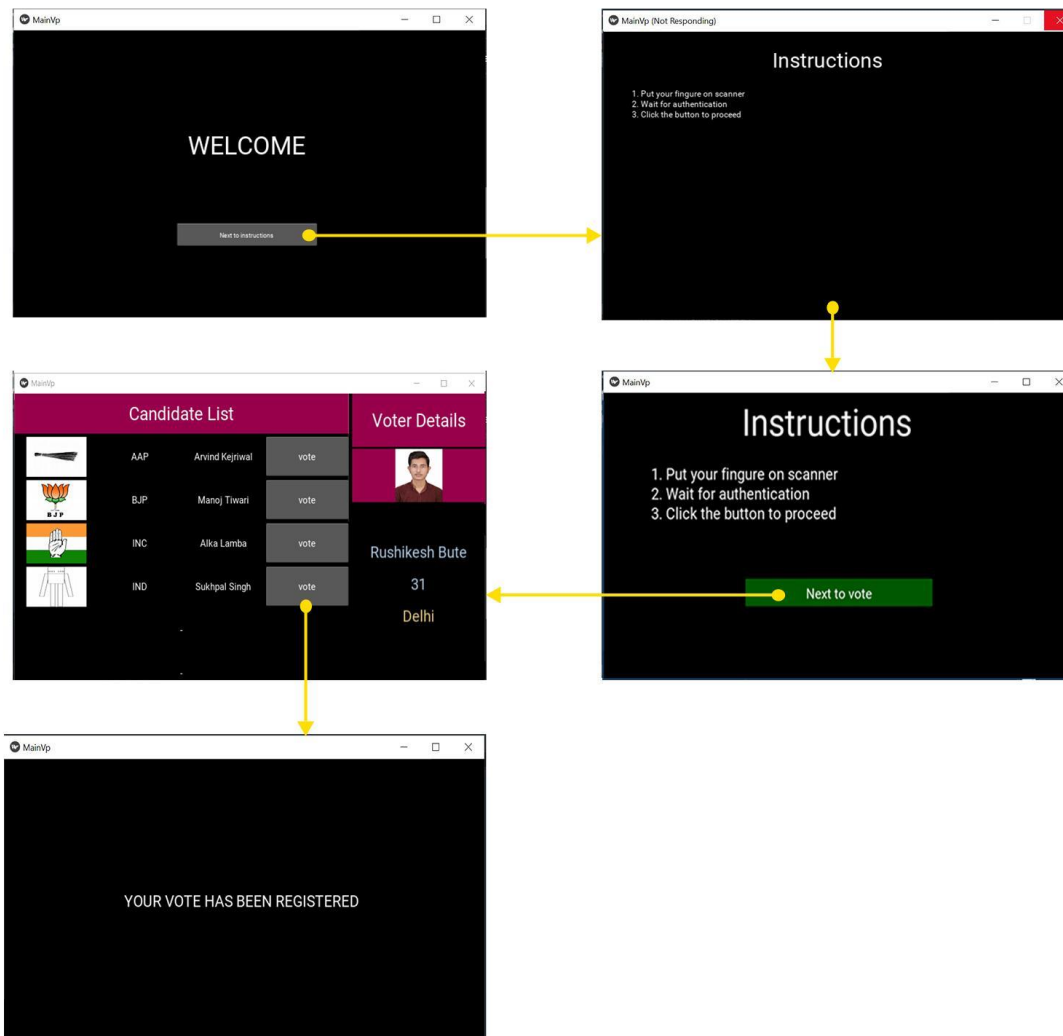 MainVp
WELCOME
Next to instructions
MainVp (Not Responding)
Instructions
1. Put your fingure on scanner
2. Wait for authentication
3. Click the button to proceed
MainVp
Instructions
1. Put your fingure on scanner
2. Wait for authentication
3. Click the button to proceed
Next to vote
MainVp
Candidate List
AAP Arvind Kejriwal vote
BJP BJP Manoj Tiwari vote
INC Alka Lamba vote
IND Sukhpal Singh vote
-
-
Voter Details
Rushikesh Bute
31
Delhi
MainVp
YOUR VOTE HAS BEEN REGISTERED